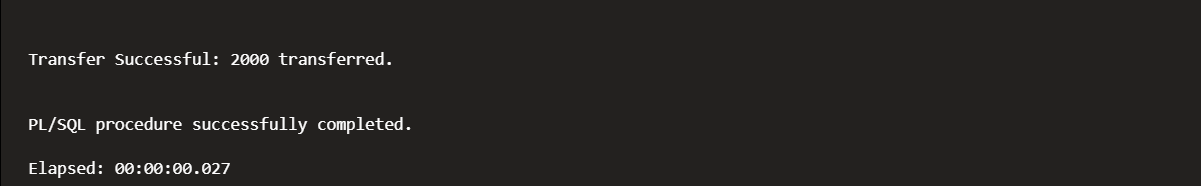 Transfer Successful: 2000 transferred.
PL/SQL procedure successfully completed.
Elapsed: 00:00:00.027